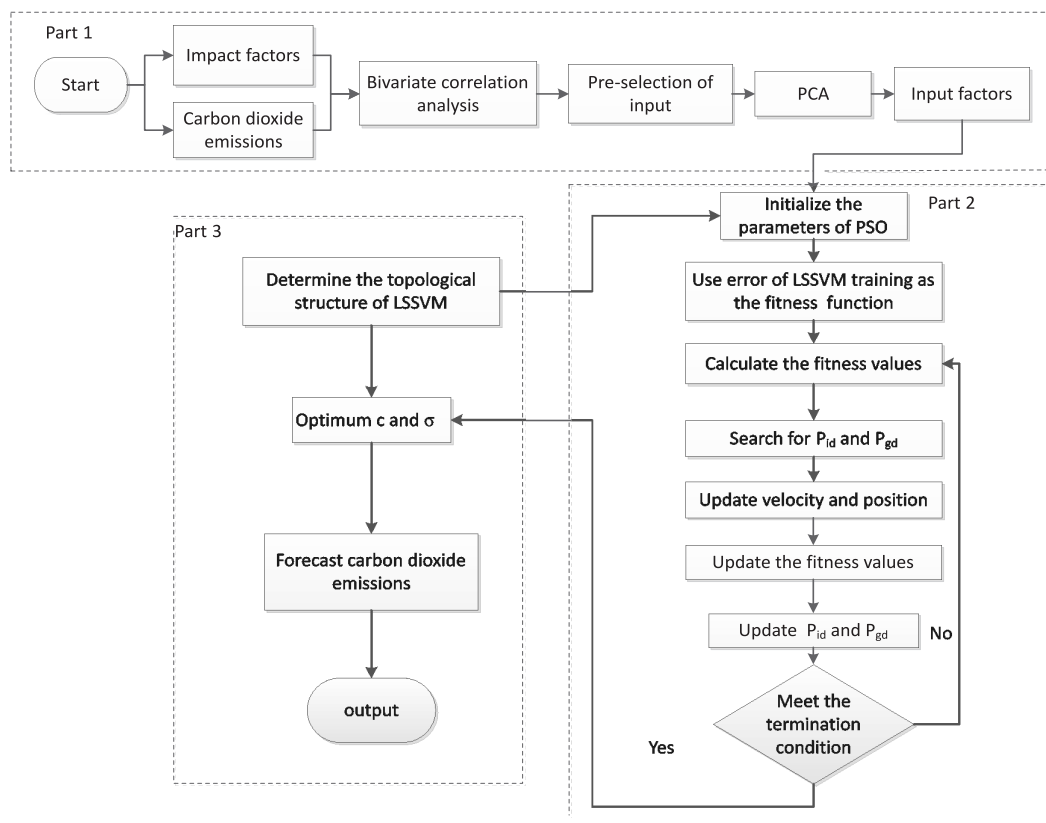 Part 1
Start
Impact factors
Carbon dioxide
emissions
Bivariate correlation
analysis
Pre-selection of
input
PCA
Input factors
Part 2
Initialize the
parameters of PSO
Use error of LSSVM training as
the fitness function
Calculate the fitness values
Search for Pid and Pgd
Update velocity and position
Update the fitness values
Update Pid and Pgd
No
Meet the
termination
condition
Yes
Part 3
Determine the topological
structure of LSSVM
Optimum c and σ
Forecast carbon dioxide
emissions
output